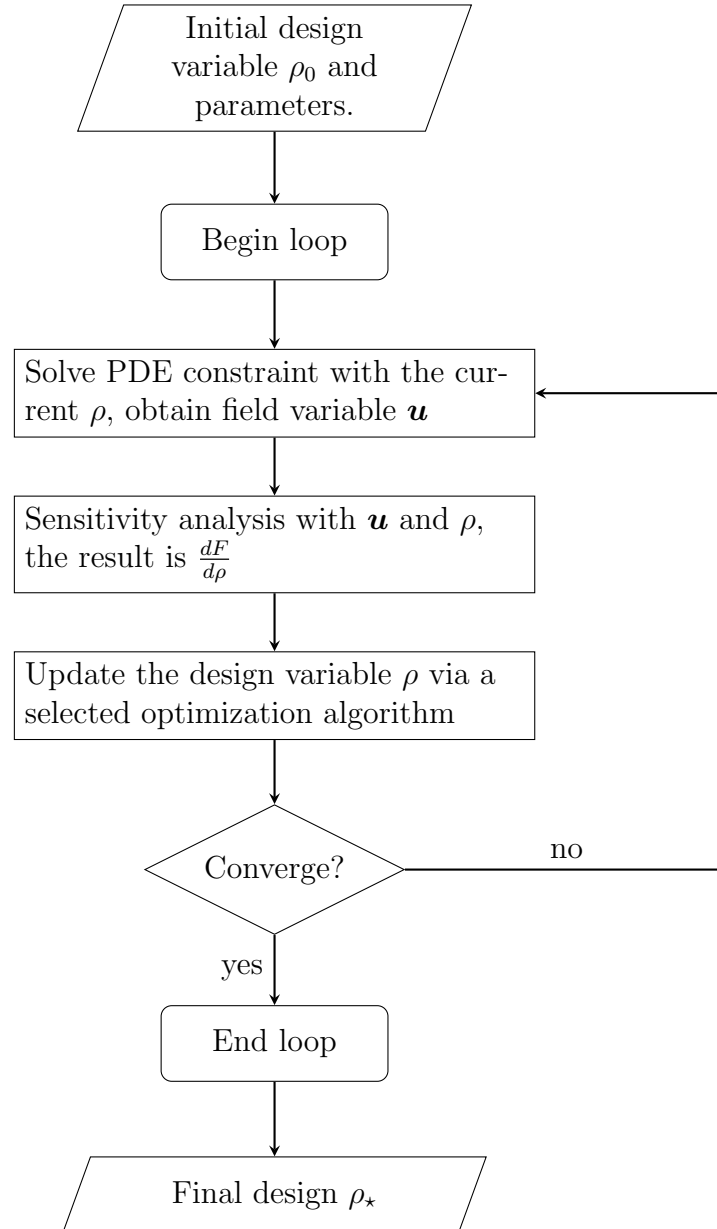 Initial design
variable ρ₀ and
parameters.
Begin loop
Solve PDE constraint with the cur-
rent ρ, obtain field variable u
Sensitivity analysis with u and ρ,
the result is dF/dρ
Update the design variable ρ via a
selected optimization algorithm
Converge?
no
yes
End loop
Final design ρ⋆